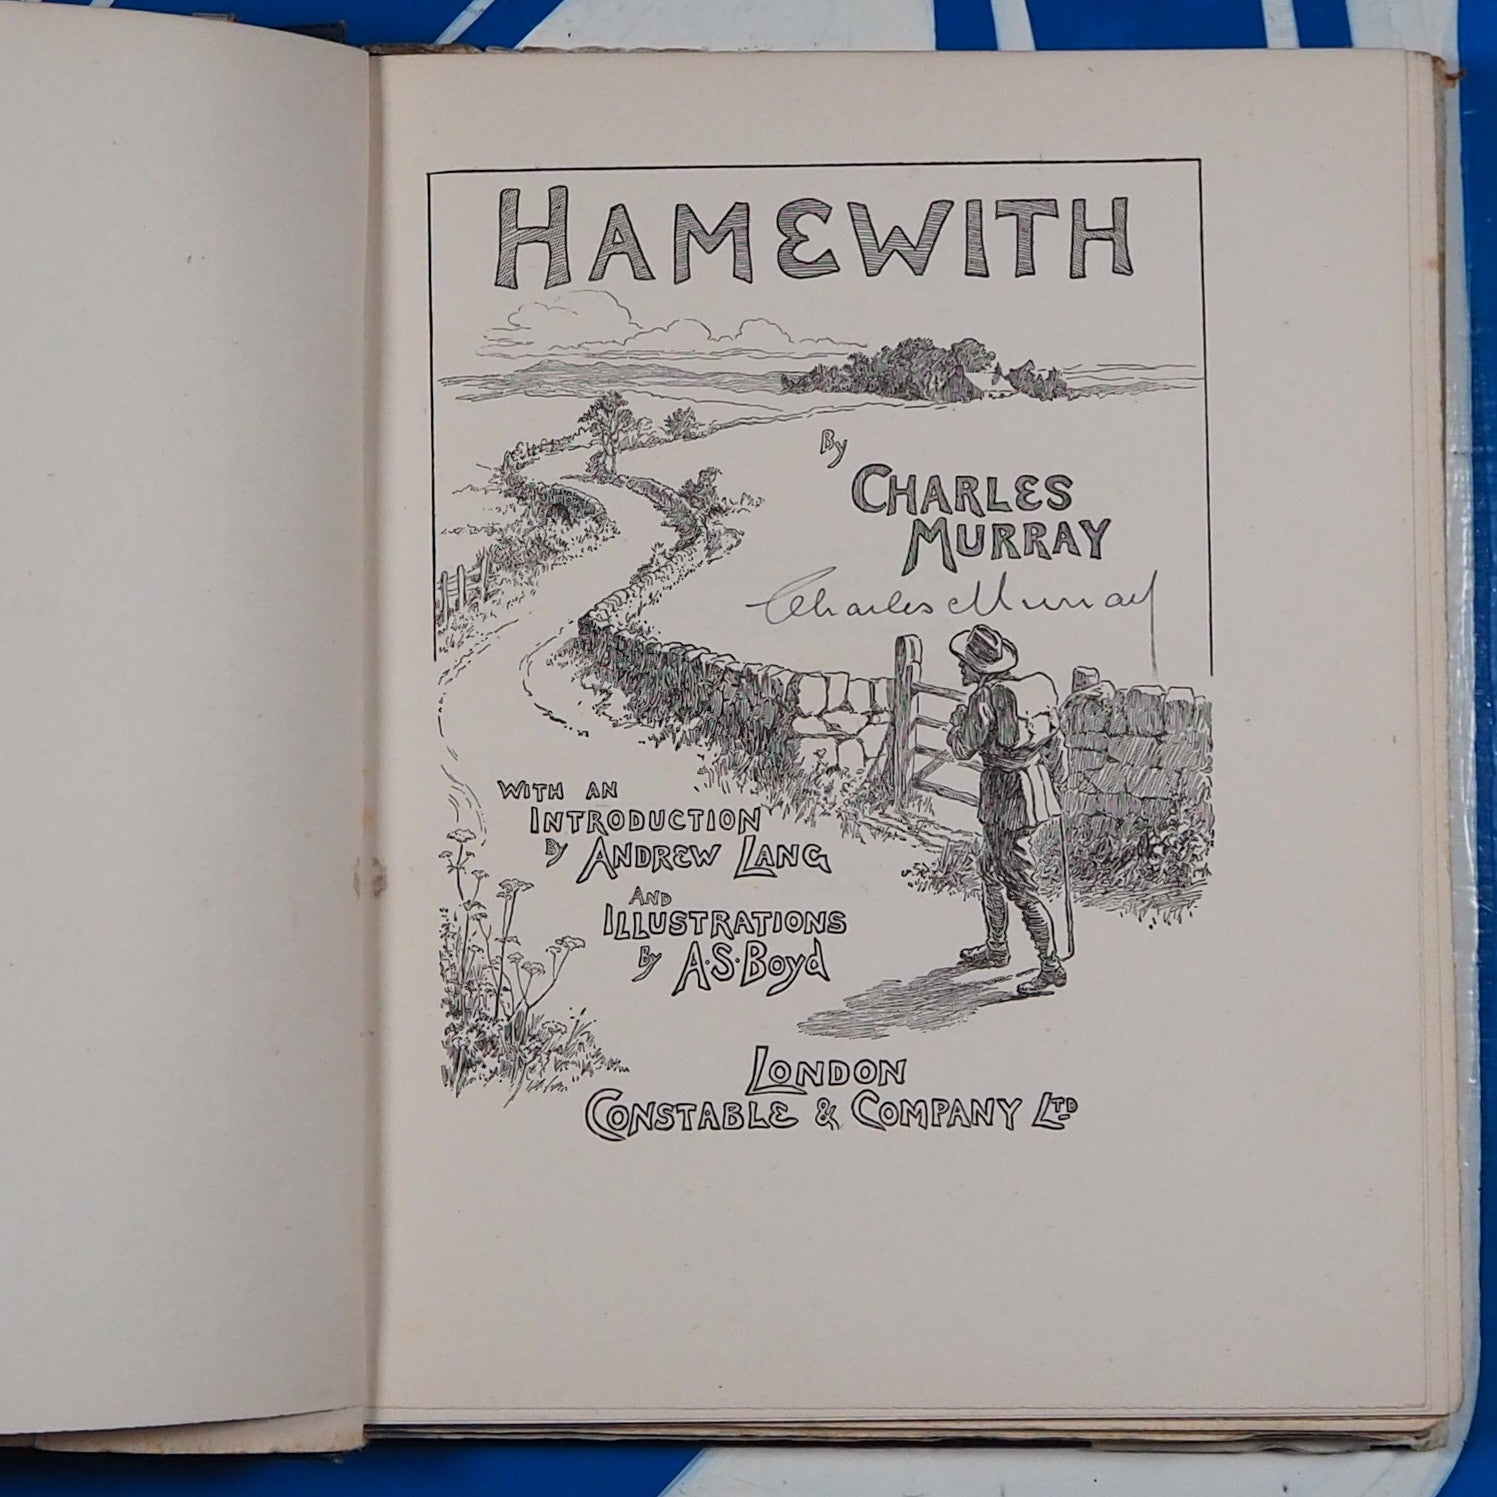 HAMEWITH
By
CHARLES
MURRAY
Charles Murray
WITH AN
INTRODUCTION
BY ANDREW LANG
AND
ILLUSTRATIONS
By A.S. Boyd
LONDON
CONSTABLE & COMPANY LTD